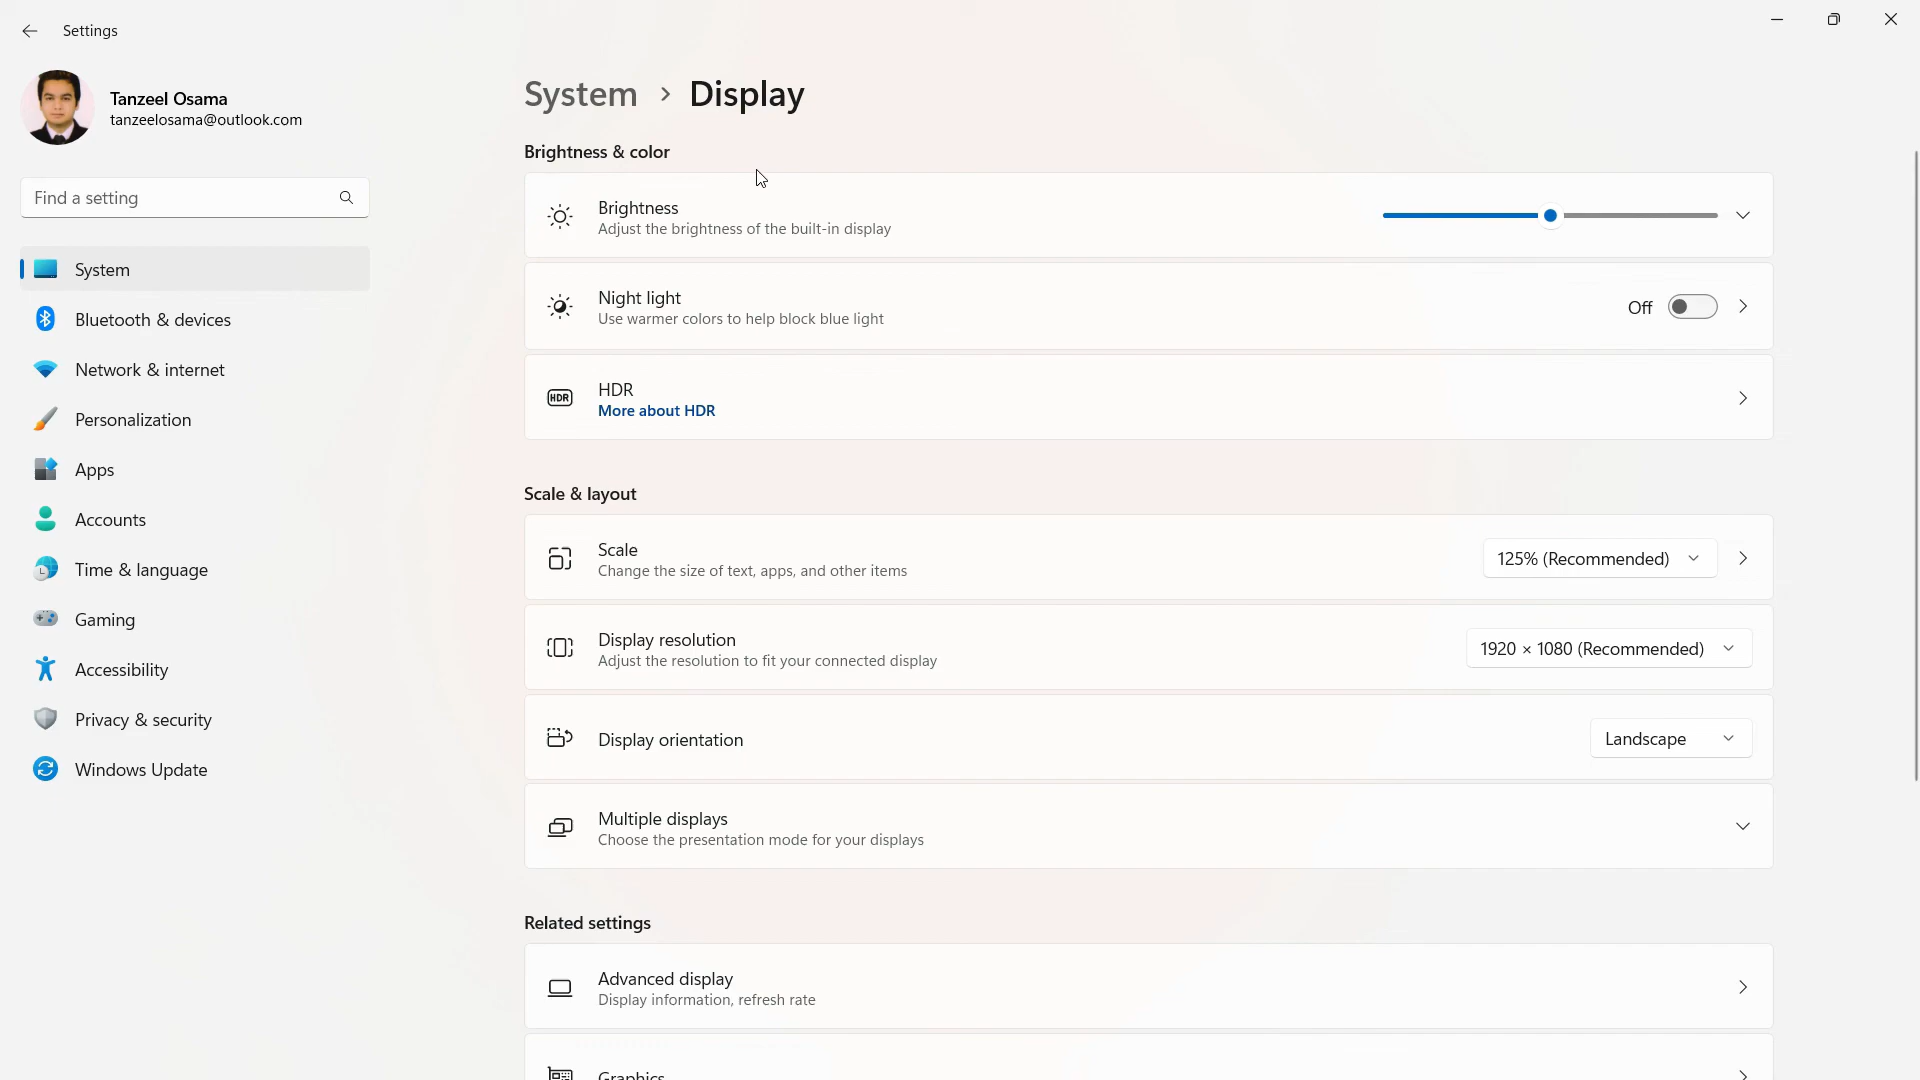 Settings
Tanzeel Osama
tanzeelosama@outlook.com
Find a setting
System
Bluetooth & devices
Network & internet
Personalization
Apps
Accounts
Time & language
Gaming
Accessibility
Privacy & security
Windows Update
System > Display
Brightness & color
Brightness
Adjust the brightness of the built-in display
Night light
Use warmer colors to help block blue light
Off
HDR
HDR
More about HDR
Scale & layout
Scale
Change the size of text, apps, and other items
125% (Recommended)
Display resolution
Adjust the resolution to fit your connected display
1920 × 1080 (Recommended)
Display orientation
Landscape
Multiple displays
Choose the presentation mode for your displays
Related settings
Advanced display
Display information, refresh rate
Graphics